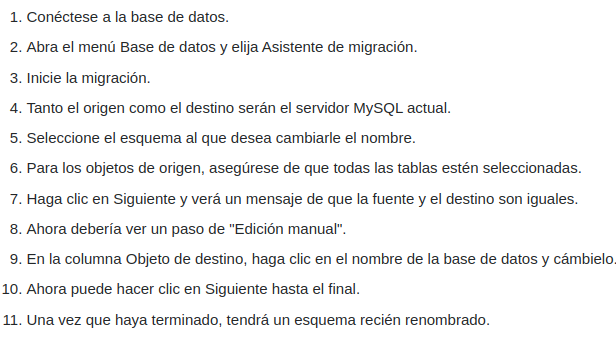 1. Conéctese a la base de datos.
2. Abra el menú Base de datos y elija Asistente de migración.
3. Inicie la migración.
4. Tanto el origen como el destino serán el servidor MySQL actual.
5. Seleccione el esquema al que desea cambiarle el nombre.
6. Para los objetos de origen, asegúrese de que todas las tablas estén seleccionadas.
7. Haga clic en Siguiente y verá un mensaje de que la fuente y el destino son iguales.
8. Ahora debería ver un paso de "Edición manual".
9. En la columna Objeto de destino, haga clic en el nombre de la base de datos y cámbielo.
10. Ahora puede hacer clic en Siguiente hasta el final.
11. Una vez que haya terminado, tendrá un esquema recién renombrado.